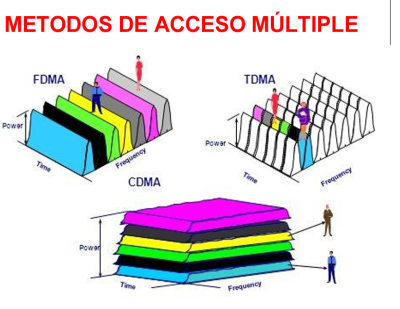 METODOS DE ACCESO MÚLTIPLE
FDMA
TDMA
Power
Time
Frequency
Power
Time
Frequency
CDMA
Power
Time
Frequency